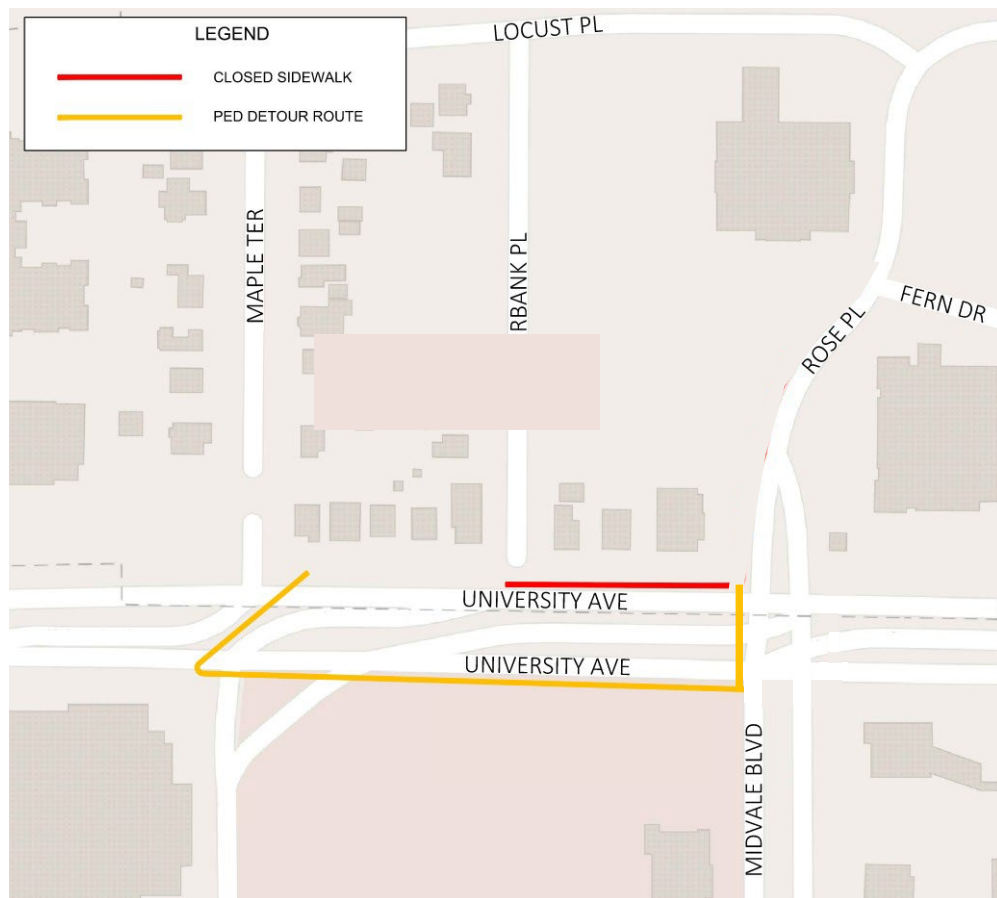 LEGEND
CLOSED SIDEWALK
PED DETOUR ROUTE
LOCUST PL
MAPLE TER
RBANK PL
FERN DR
ROSE PL
UNIVERSITY AVE
UNIVERSITY AVE
MIDVALE BLVD